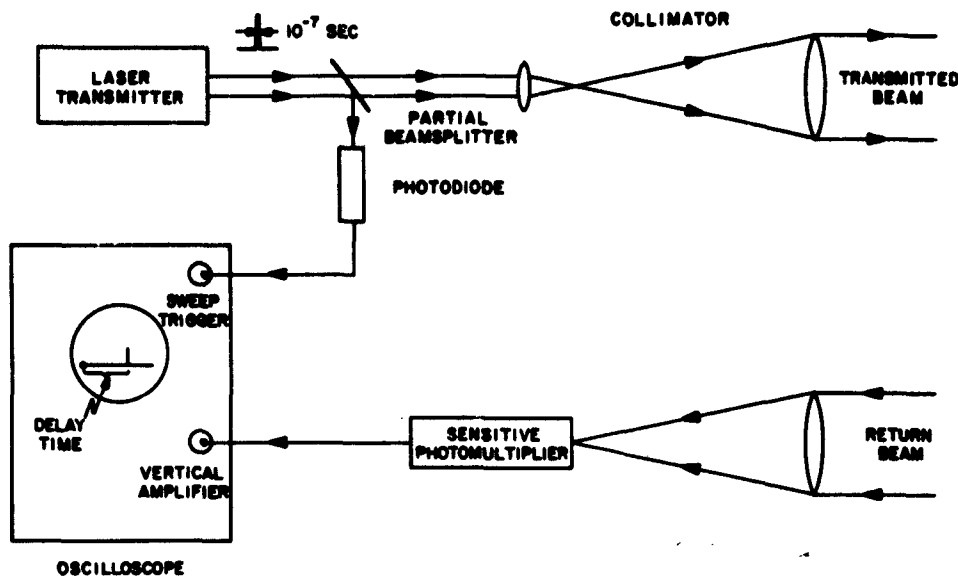 10⁻⁷ SEC
COLLIMATOR
LASER
TRANSMITTER
TRANSMITTED
BEAM
PARTIAL
BEAMSPLITTER
PHOTODIODE
SWEEP
TRIGGER
DELAY
TIME
SENSITIVE
PHOTOMULTIPLIER
RETURN
BEAM
VERTICAL
AMPLIFIER
OSCILLOSCOPE